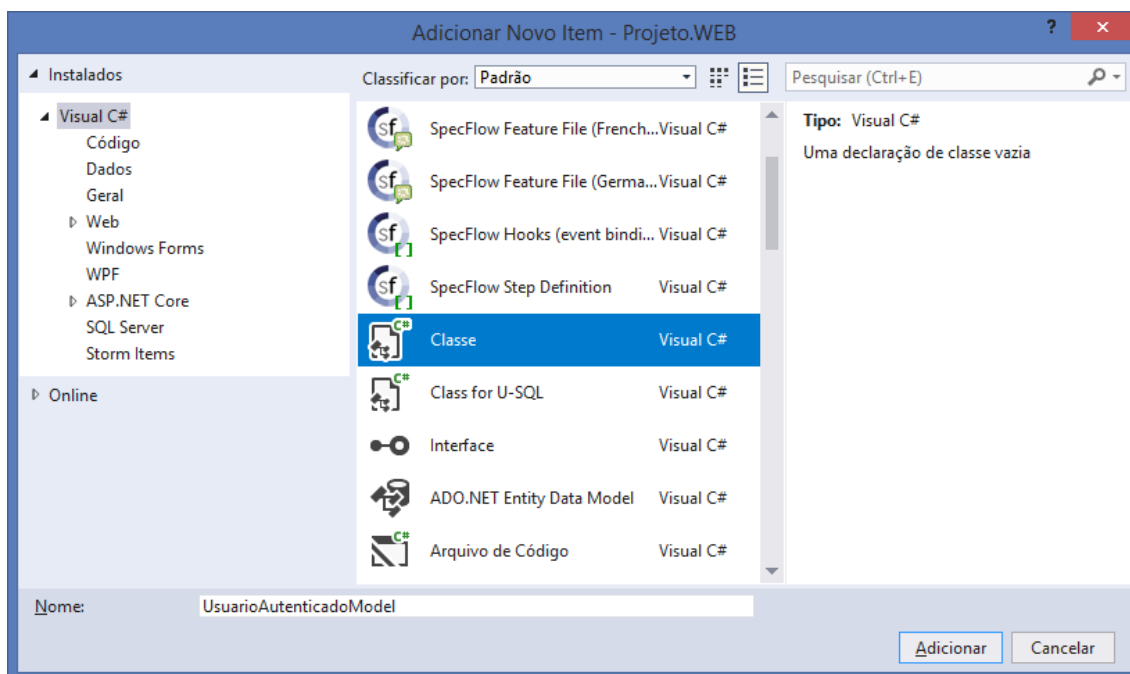 Adicionar Novo Item - Projeto.WEB
?
Instalados
Classificar por: Padrão
Pesquisar (Ctrl+E)
Visual C#
Código
Dados
Geral
Web
Windows Forms
WPF
ASP.NET Core
SQL Server
Storm Items
Online
SpecFlow Feature File (French...Visual C#
SpecFlow Feature File (Germa...Visual C#
SpecFlow Hooks (event bindi... Visual C#
SpecFlow Step Definition Visual C#
Classe Visual C#
Class for U-SQL Visual C#
Interface Visual C#
ADO.NET Entity Data Model Visual C#
Arquivo de Código Visual C#
Tipo: Visual C#
Uma declaração de classe vazia
Nome: UsuarioAutenticadoModel
Adicionar Cancelar